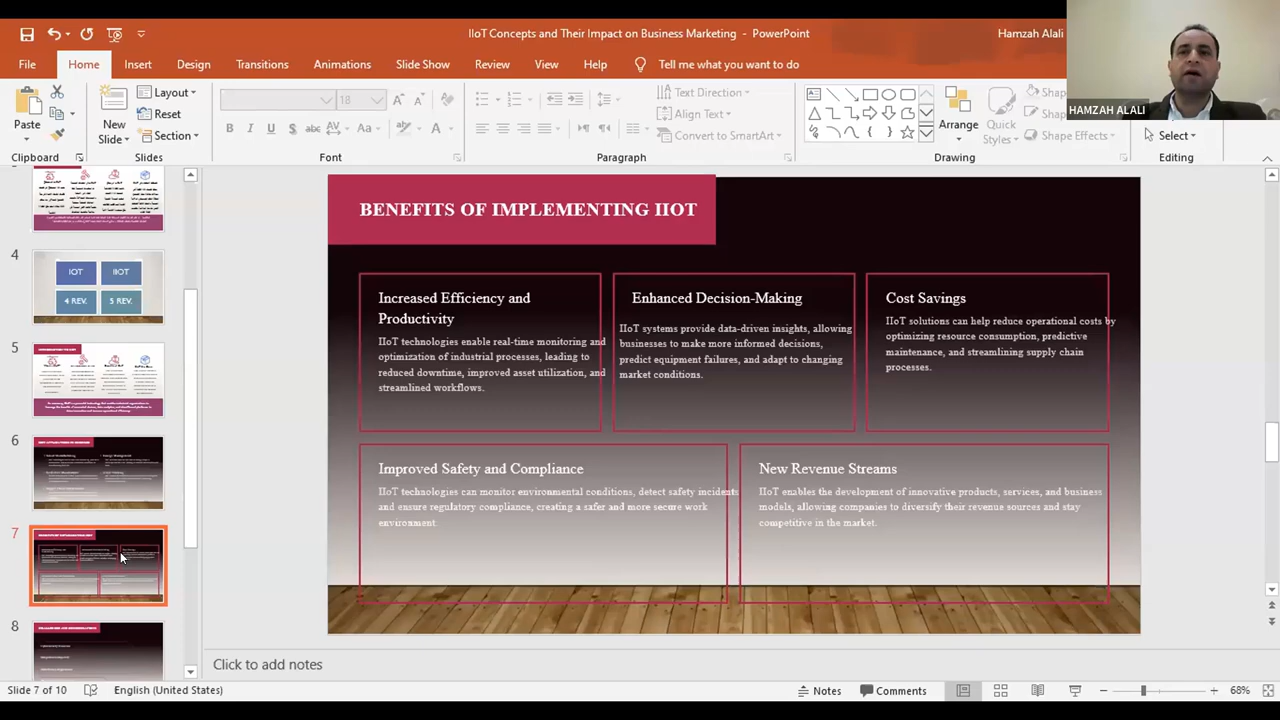 IIoT Concepts and Their Impact on Business Marketing - PowerPoint
Hamzah Alali
File
Home
Insert
Design
Transitions
Animations
Slide Show
Review
View
Help
Tell me what you want to do
Paste
New
Slide
Layout
Reset
Section
18
B
I
U
S
abc
AV
Aa
A
Text Direction
Align Text
Convert to SmartArt
Arrange
Quick
Styles
Shape Effects
Select
HAMZAH ALALI
Clipboard
Slides
Font
Paragraph
Drawing
Editing
4
IOT
IIOT
4 REV.
5 REV.
5
6
7
8
BENEFITS OF IMPLEMENTING IIOT
Increased Efficiency and
Productivity
IIoT technologies enable real-time monitoring and
optimization of industrial processes, leading to
reduced downtime, improved asset utilization, and
streamlined workflows.
Enhanced Decision-Making
IIoT systems provide data-driven insights, allowing
businesses to make more informed decisions,
predict equipment failures, and adapt to changing
market conditions.
Cost Savings
IIoT solutions can help reduce operational costs by
optimizing resource consumption, predictive
maintenance, and streamlining supply chain
processes.
Improved Safety and Compliance
IIoT technologies can monitor environmental conditions, detect safety incidents
and ensure regulatory compliance, creating a safer and more secure work
environment.
New Revenue Streams
IIoT enables the development of innovative products, services, and business
models, allowing companies to diversify their revenue sources and stay
competitive in the market.
Click to add notes
Slide 7 of 10
English (United States)
Notes
Comments
68%